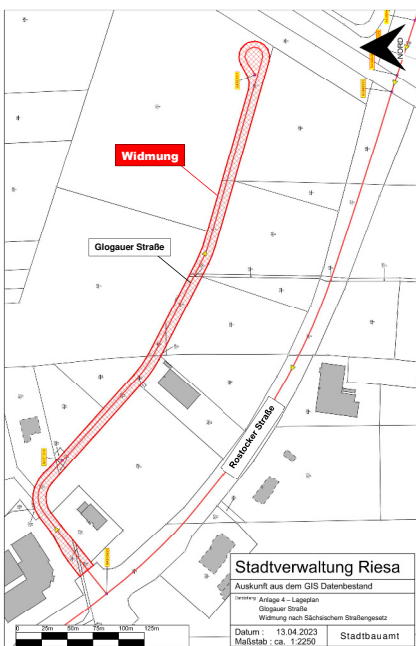 NORD
Widmung
Glogauer Straße
Rostocker Straße
0 25m 50m 75m 100m 125m
Stadtverwaltung Riesa
Auskunft aus dem GIS Datenbestand
Darstellung: Anlage 4 – Lageplan
Glogauer Straße
Widmung nach Sächsischem Straßengesetz
Datum : 13.04.2023
Maßstab : ca. 1:2250
Stadtbauamt